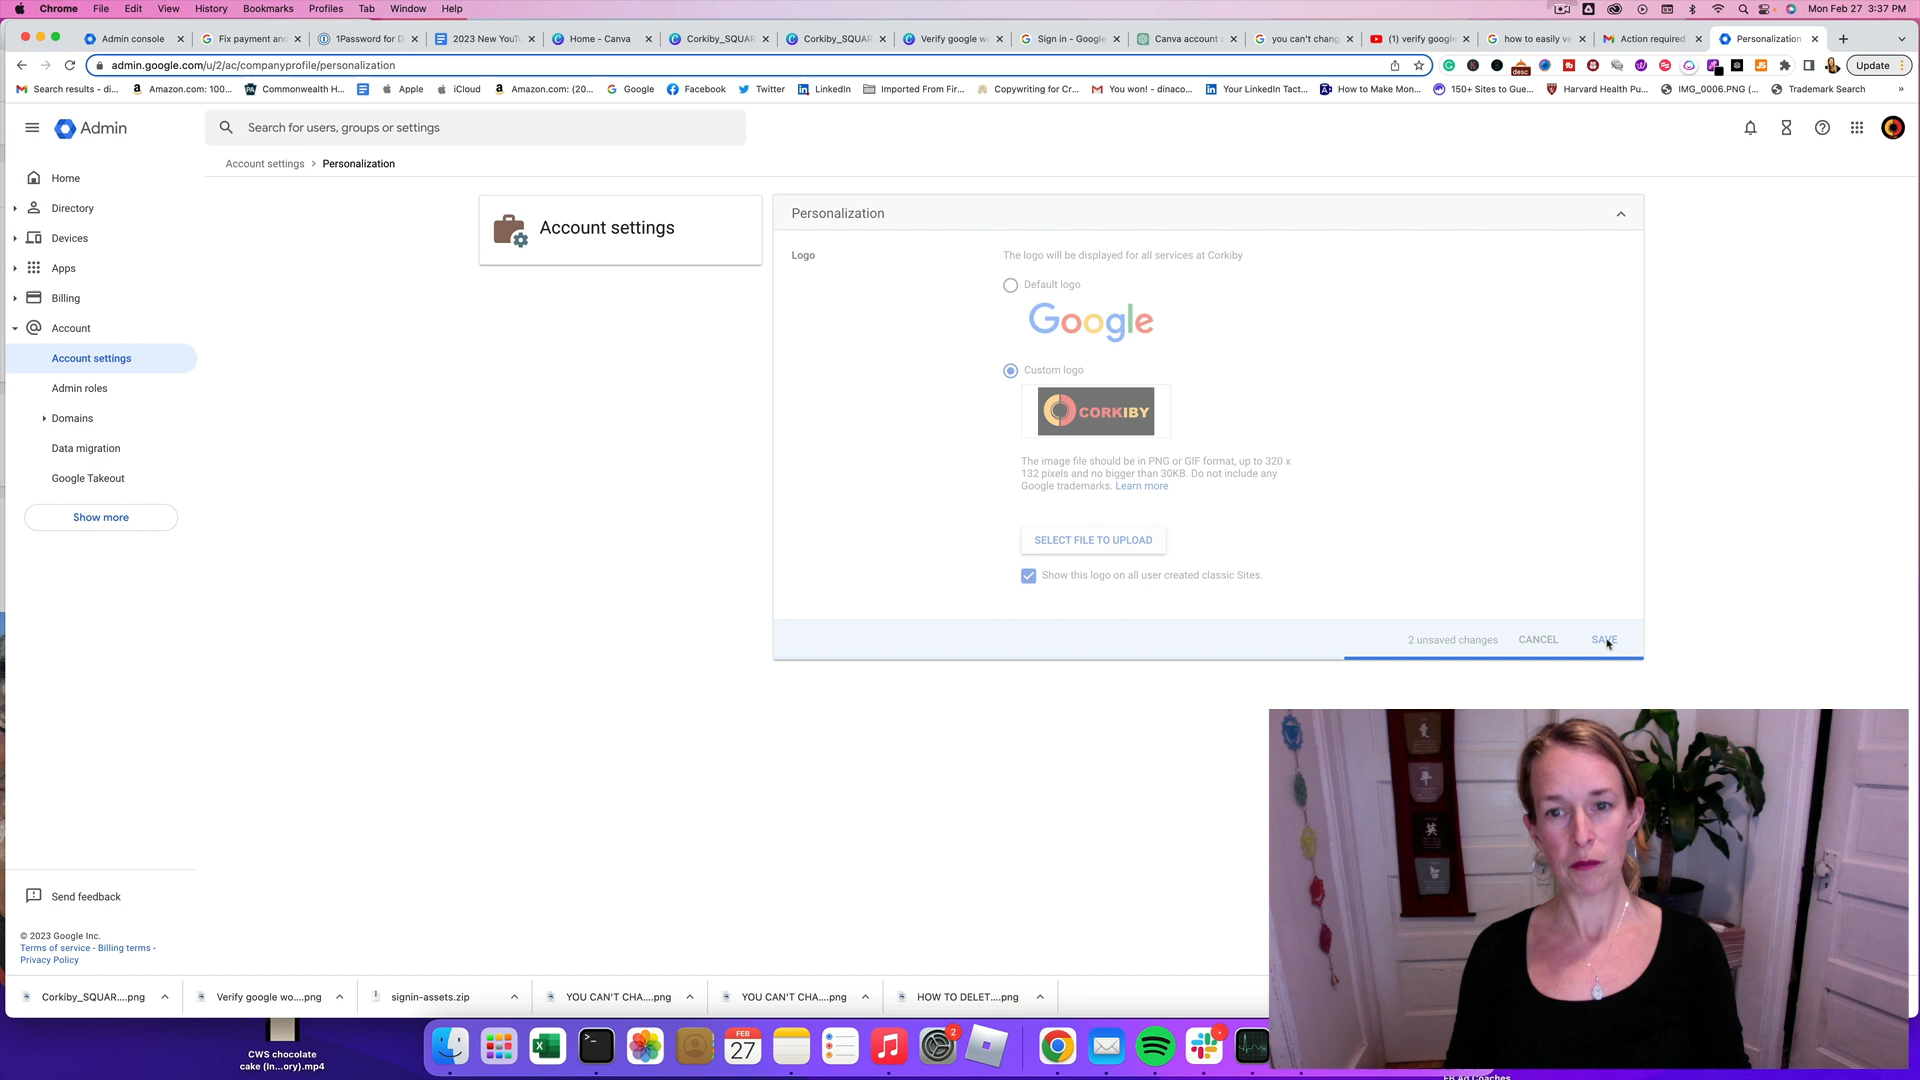 Chrome File Edit View History Bookmarks Profiles Tab Window Help Mon Feb 27 3:37 PM
Admin console Fix payment an 1Password for D 2023 New YouTu Home - Canva Corkiby_SQUAR Corkiby_SQUAR Verify google wo Sign in - Google Canva account you can't chang (1) verify google how to easily ve Action required Personalization
admin.google.com/u/2/ac/companyprofile/personalization Update
Search results - di... Amazon.com: 100... Commonwealth H... Apple iCloud Amazon.com: (20... Google Facebook Twitter LinkedIn Imported From Fir... Copywriting for Cr... You won! - dinaco... Your LinkedIn Tact... How to Make Mon... 150+ Sites to Gue... Harvard Health Pu... IMG_0006.PNG (... Trademark Search »
Admin
Search for users, groups or settings
Account settings > Personalization
Home
Directory
Devices
Apps
Billing
Account
Account settings
Admin roles
Domains
Data migration
Google Takeout
Show more
Account settings
Personalization
Logo
The logo will be displayed for all services at Corkiby
Default logo
Google
Custom logo
CORKIBY
The image file should be in PNG or GIF format, up to 320 x
132 pixels and no bigger than 30KB. Do not include any
Google trademarks. Learn more
SELECT FILE TO UPLOAD
Show this logo on all user created classic Sites.
2 unsaved changes CANCEL SAVE
Send feedback
© 2023 Google Inc.
Terms of service - Billing terms -
Privacy Policy
Corkiby_SQUAR....png Verify google wo....png signin-assets.zip YOU CAN'T CHA....png YOU CAN'T CHA....png HOW TO DELET....png
FEB
27
2
CWS chocolate
cake (In...ory).mp4
FB Ad Coaches